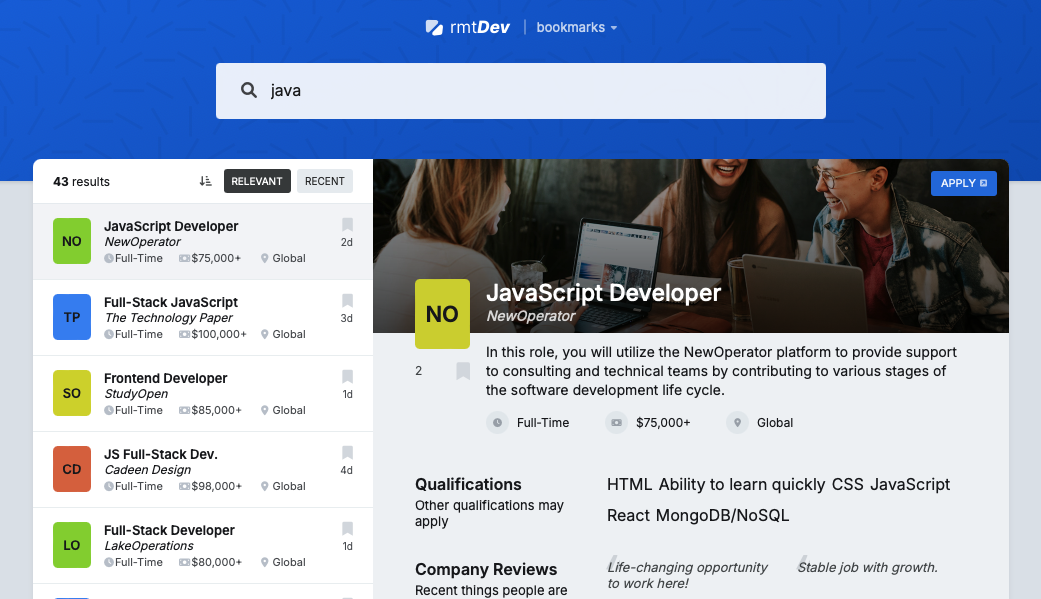 rmtDev
bookmarks
java
43 results
RELEVANT
RECENT
NO
JavaScript Developer
NewOperator
2d
Full-Time
$75,000+
Global
TP
Full-Stack JavaScript
The Technology Paper
3d
Full-Time
$100,000+
Global
SO
Frontend Developer
StudyOpen
1d
Full-Time
$85,000+
Global
CD
JS Full-Stack Dev.
Cadeen Design
4d
Full-Time
$98,000+
Global
LO
Full-Stack Developer
LakeOperations
1d
Full-Time
$80,000+
Global
APPLY
NO
JavaScript Developer
NewOperator
2
In this role, you will utilize the NewOperator platform to provide support
to consulting and technical teams by contributing to various stages of
the software development life cycle.
Full-Time
$75,000+
Global
Qualifications
Other qualifications may
apply
HTML Ability to learn quickly CSS JavaScript
React MongoDB/NoSQL
Company Reviews
Recent things people are
Life-changing opportunity
to work here!
Stable job with growth.